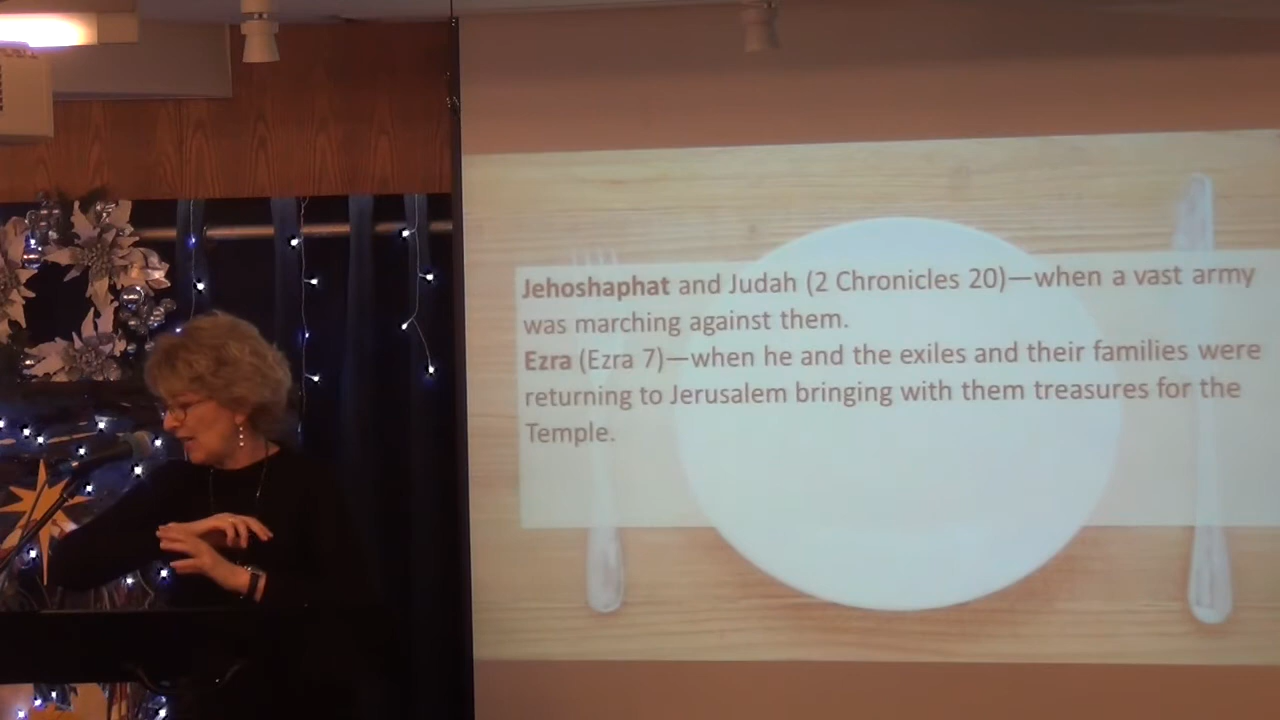 Jehoshaphat and Judah (2 Chronicles 20)—when a vast army
was marching against them.
Ezra (Ezra 7)—when he and the exiles and their families were
returning to Jerusalem bringing with them treasures for the
Temple.